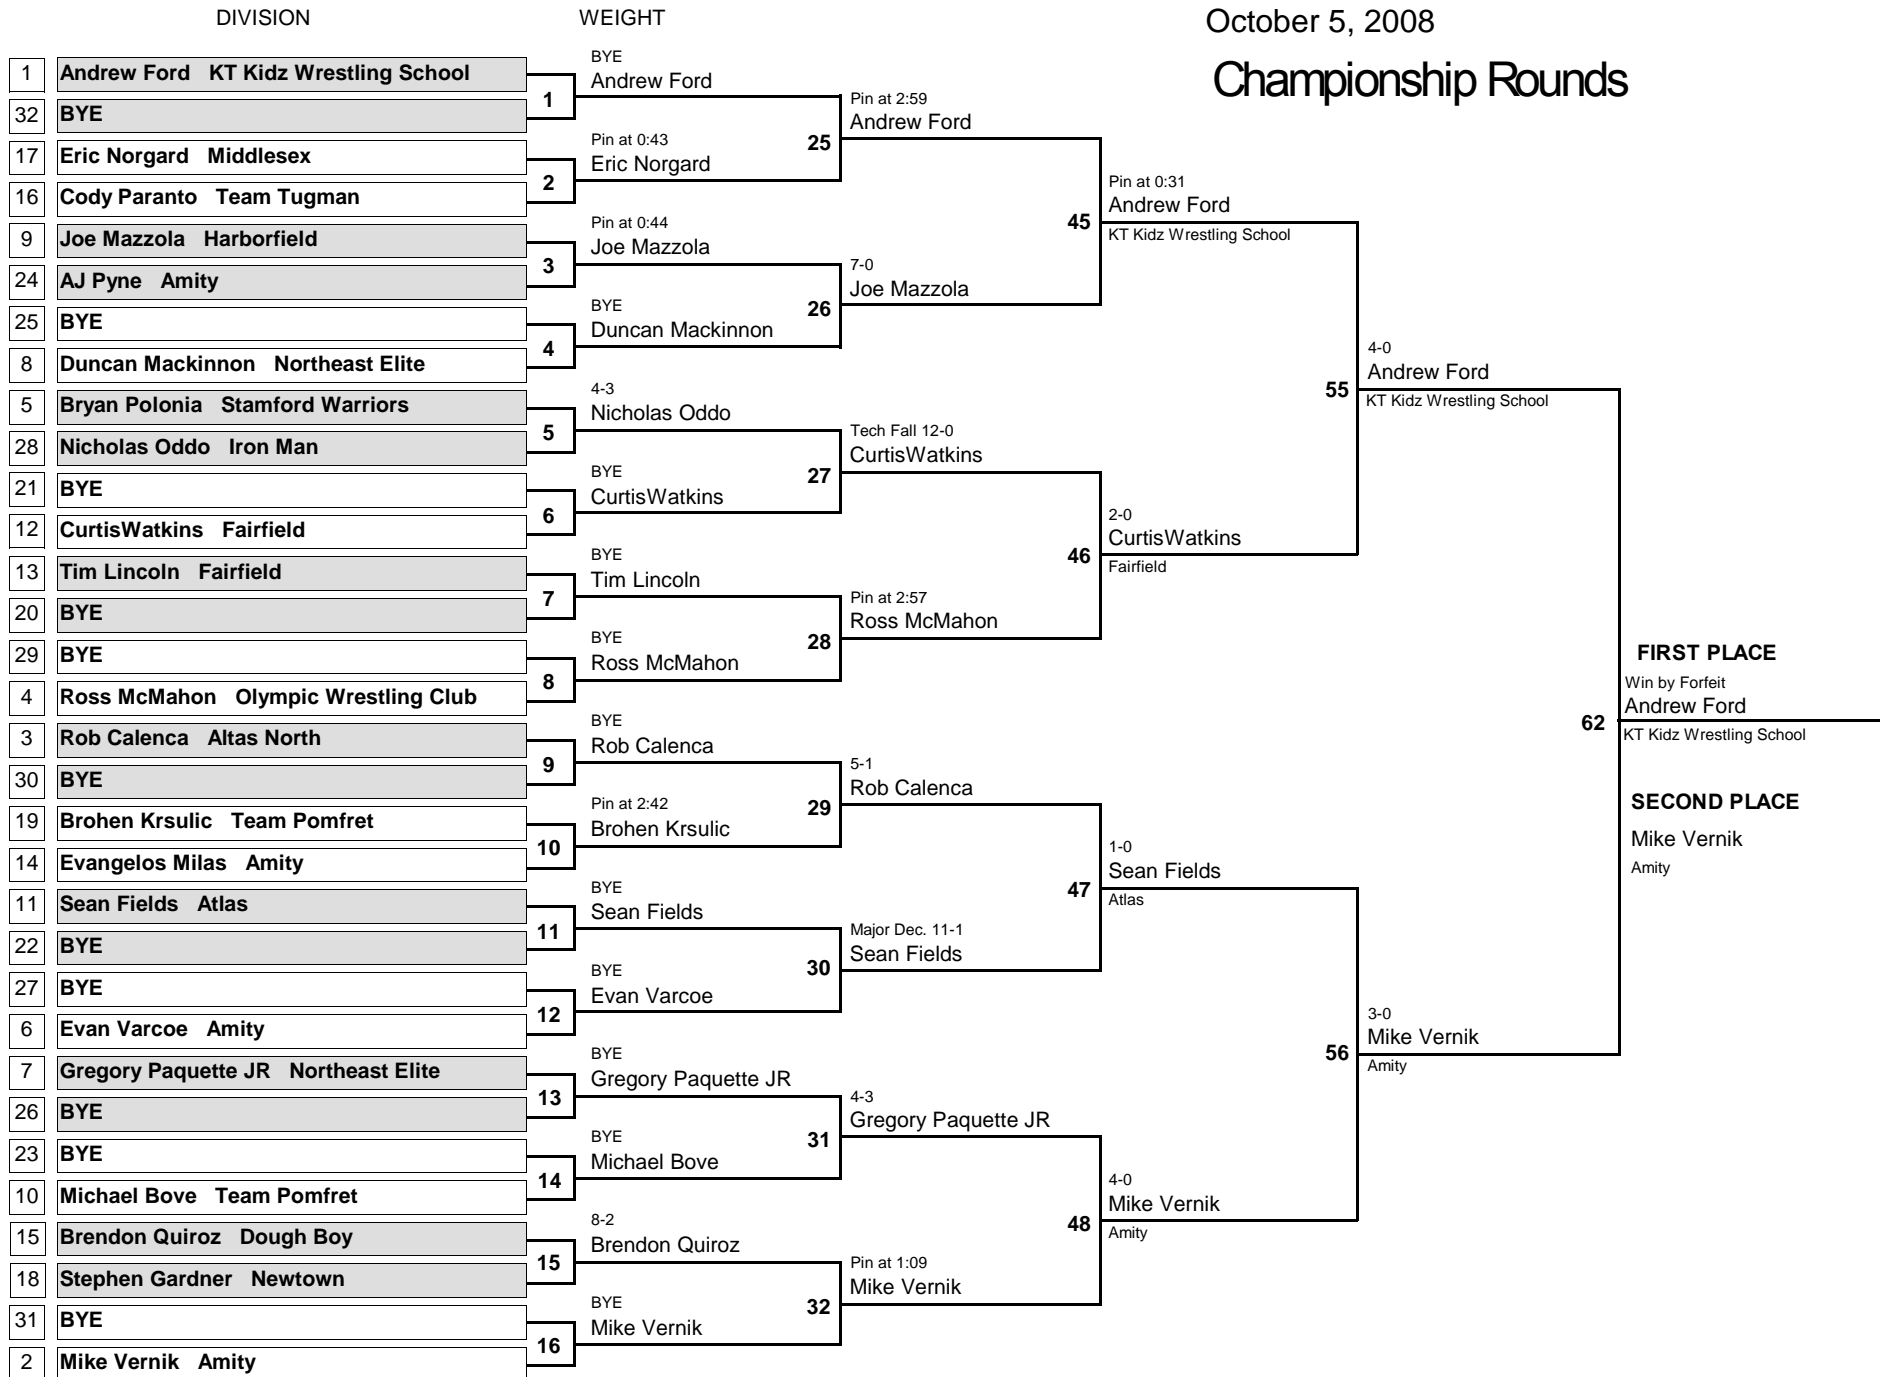 DIVISION
WEIGHT
October 5, 2008
Championship Rounds
1 Andrew Ford KT Kidz Wrestling School
32 BYE
17 Eric Norgard Middlesex
16 Cody Paranto Team Tugman
9 Joe Mazzola Harborfield
24 AJ Pyne Amity
25 BYE
8 Duncan Mackinnon Northeast Elite
5 Bryan Polonia Stamford Warriors
28 Nicholas Oddo Iron Man
21 BYE
12 CurtisWatkins Fairfield
13 Tim Lincoln Fairfield
20 BYE
29 BYE
4 Ross McMahon Olympic Wrestling Club
3 Rob Calenca Altas North
30 BYE
19 Brohen Krsulic Team Pomfret
14 Evangelos Milas Amity
11 Sean Fields Atlas
22 BYE
27 BYE
6 Evan Varcoe Amity
7 Gregory Paquette JR Northeast Elite
26 BYE
23 BYE
10 Michael Bove Team Pomfret
15 Brendon Quiroz Dough Boy
18 Stephen Gardner Newtown
31 BYE
2 Mike Vernik Amity
BYE
Andrew Ford
1
Pin at 0:43
Eric Norgard
2
Pin at 0:44
Joe Mazzola
3
BYE
Duncan Mackinnon
4
4-3
Nicholas Oddo
5
BYE
CurtisWatkins
6
BYE
Tim Lincoln
7
BYE
Ross McMahon
8
BYE
Rob Calenca
9
Pin at 2:42
Brohen Krsulic
10
BYE
Sean Fields
11
BYE
Evan Varcoe
12
BYE
Gregory Paquette JR
13
BYE
Michael Bove
14
8-2
Brendon Quiroz
15
BYE
Mike Vernik
16
Pin at 2:59
Andrew Ford
25
7-0
Joe Mazzola
26
Tech Fall 12-0
CurtisWatkins
27
Pin at 2:57
Ross McMahon
28
5-1
Rob Calenca
29
Major Dec. 11-1
Sean Fields
30
4-3
Gregory Paquette JR
31
Pin at 1:09
Mike Vernik
32
Pin at 0:31
Andrew Ford
45
KT Kidz Wrestling School
2-0
CurtisWatkins
46
Fairfield
1-0
Sean Fields
47
Atlas
4-0
Mike Vernik
48
Amity
4-0
Andrew Ford
55
KT Kidz Wrestling School
3-0
Mike Vernik
56
Amity
FIRST PLACE
Win by Forfeit
Andrew Ford
62
KT Kidz Wrestling School
SECOND PLACE
Mike Vernik
Amity